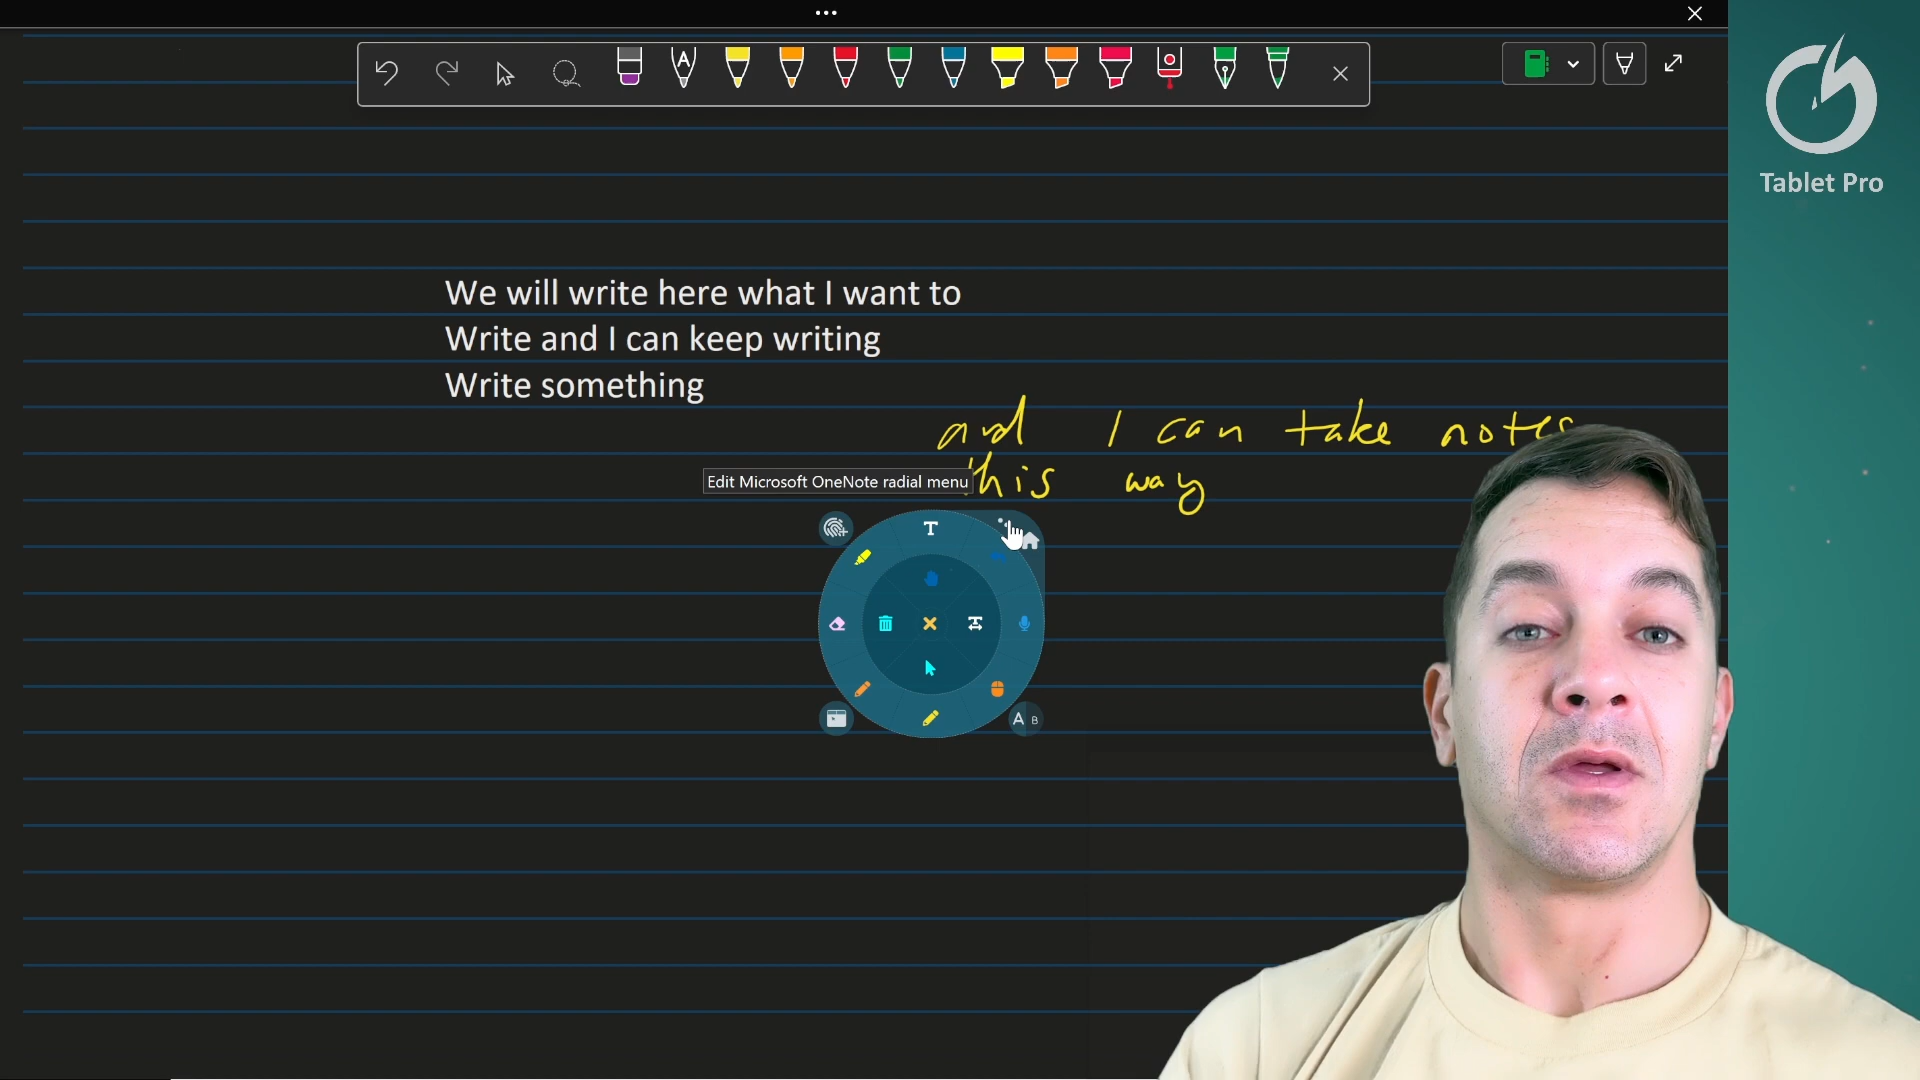 Tablet Pro
We will write here what I want to
Write and I can keep writing
Write something
and I can take notes
this way
Edit Microsoft OneNote radial menu
T
A B